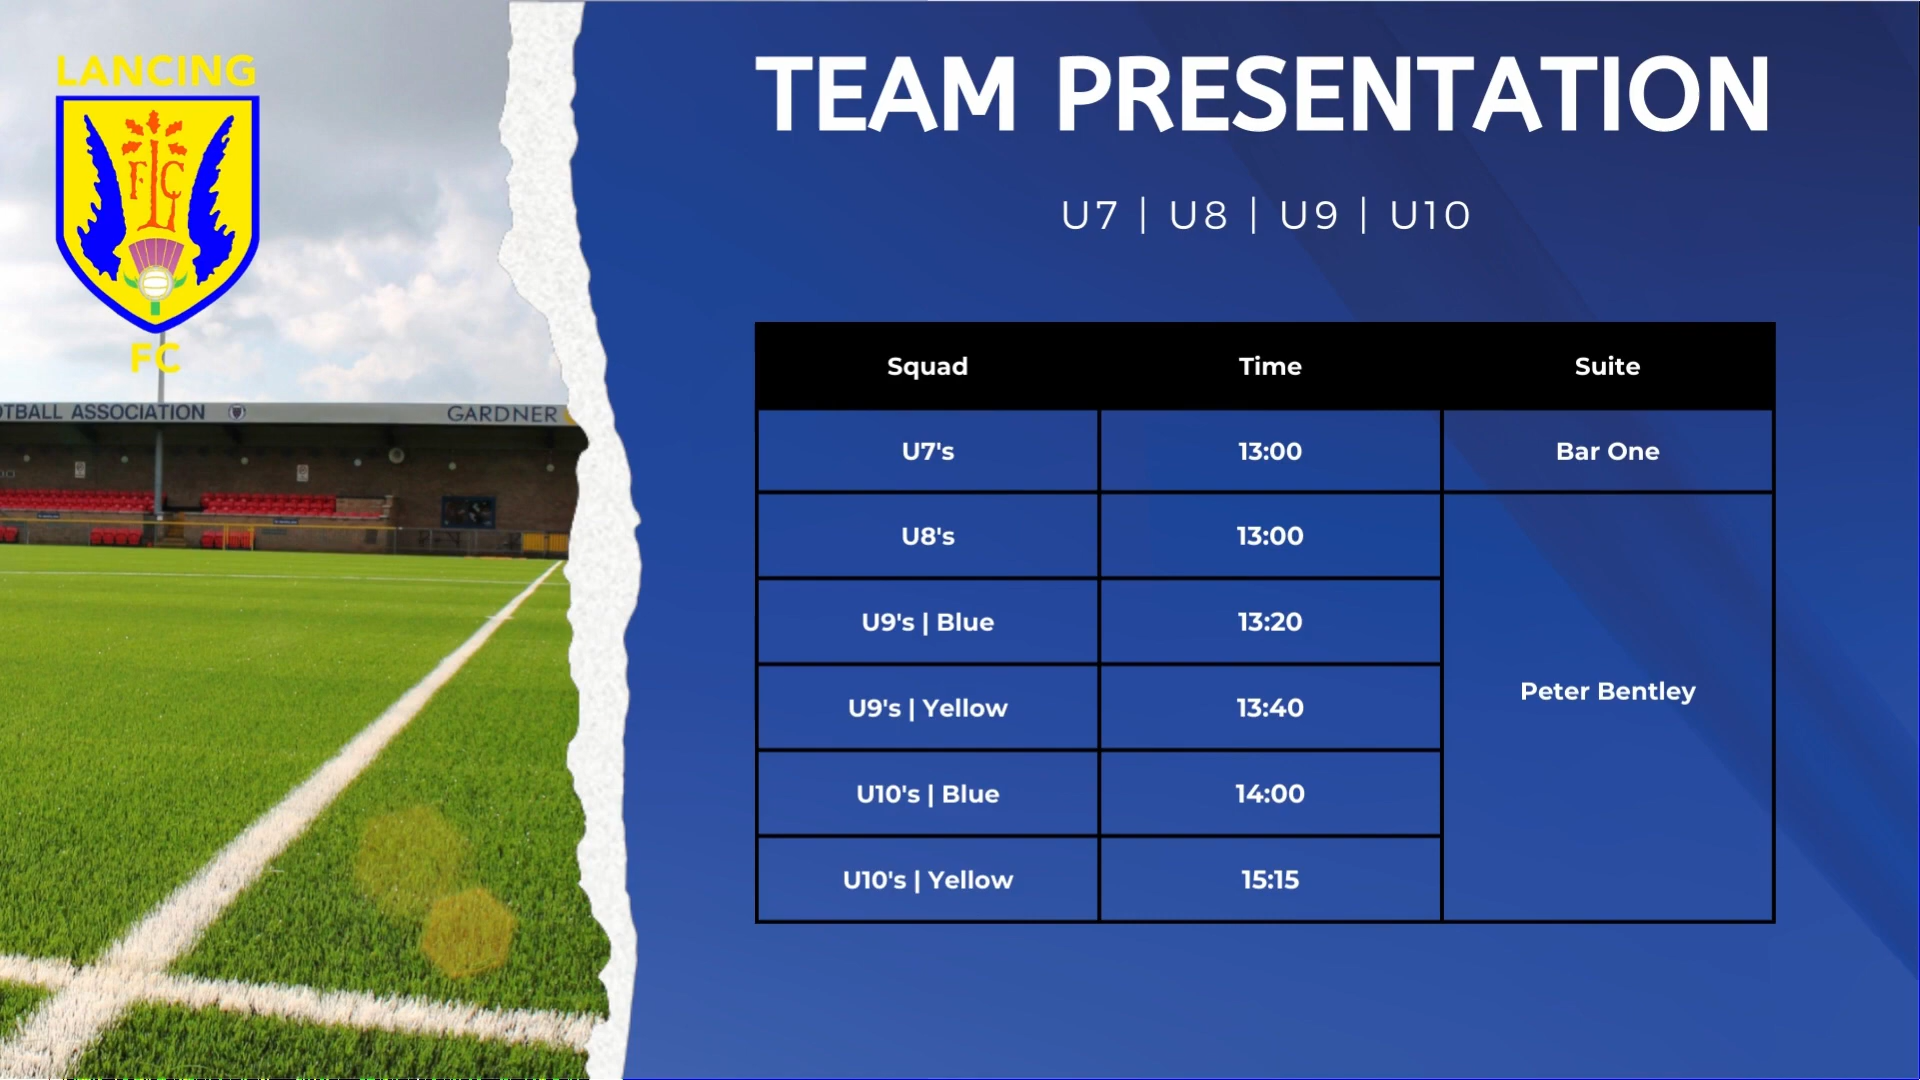 LANCING
F L C
FC
TBALL ASSOCIATION
GARDNER
TEAM PRESENTATION
U7 | U8 | U9 | U10
Squad Time Suite
U7's 13:00 Bar One
U8's 13:00
U9's | Blue 13:20
U9's | Yellow 13:40
Peter Bentley
U10's | Blue 14:00
U10's | Yellow 15:15